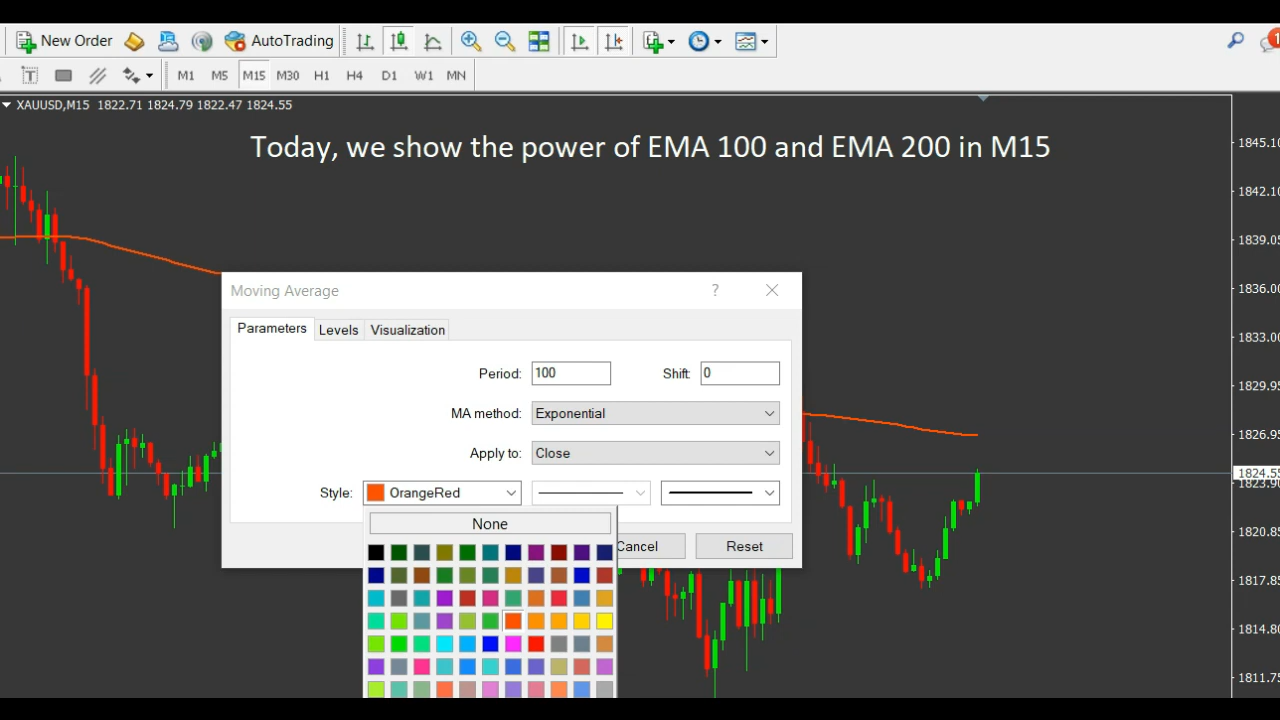 New Order AutoTrading 1
T M1 M5 M15 M30 H1 H4 D1 W1 MN
XAUUSD,M15 1822.71 1824.79 1822.47 1824.55
Today, we show the power of EMA 100 and EMA 200 in M15
1845.10
1842.10
1839.05
1836.00
1833.00
1829.95
1826.95
1824.55
1823.90
1820.85
1817.85
1814.80
1811.75
Moving Average ?
Parameters Levels Visualization
Period: 100 Shift: 0
MA method: Exponential
Apply to: Close
Style: OrangeRed
None
Cancel Reset